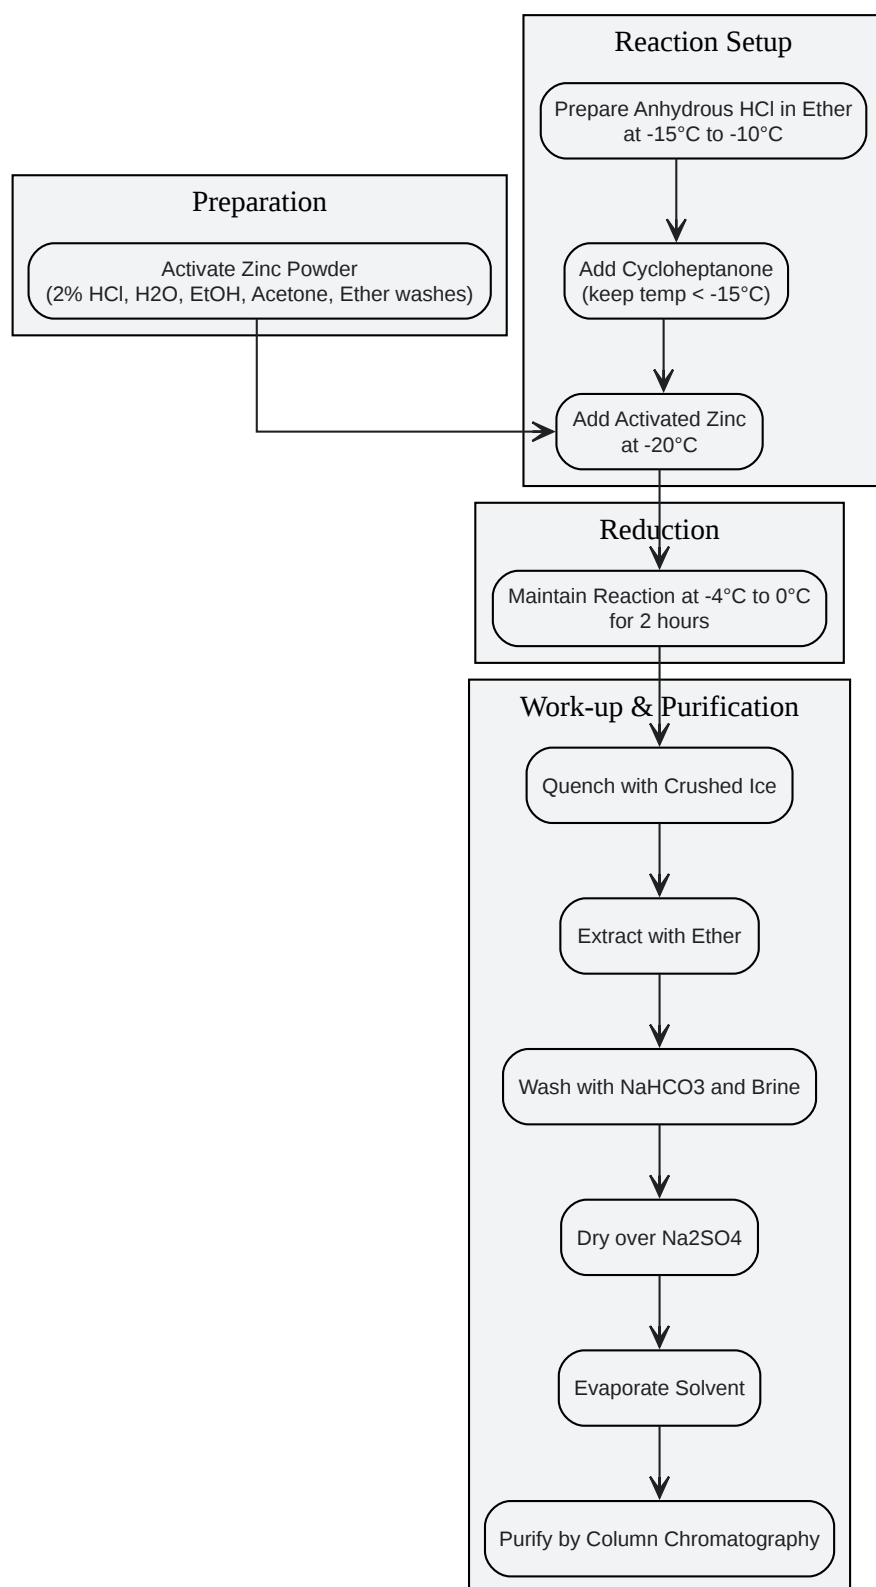 Reaction Setup
Prepare Anhydrous HCl in Ether
at -15°C to -10°C
Preparation
Activate Zinc Powder
(2% HCl, H2O, EtOH, Acetone, Ether washes)
Add Cycloheptanone
(keep temp < -15°C)
Add Activated Zinc
at -20°C
Reduction
Maintain Reaction at -4°C to 0°C
for 2 hours
Work-up & Purification
Quench with Crushed Ice
Extract with Ether
Wash with NaHCO3 and Brine
Dry over Na2SO4
Evaporate Solvent
Purify by Column Chromatography